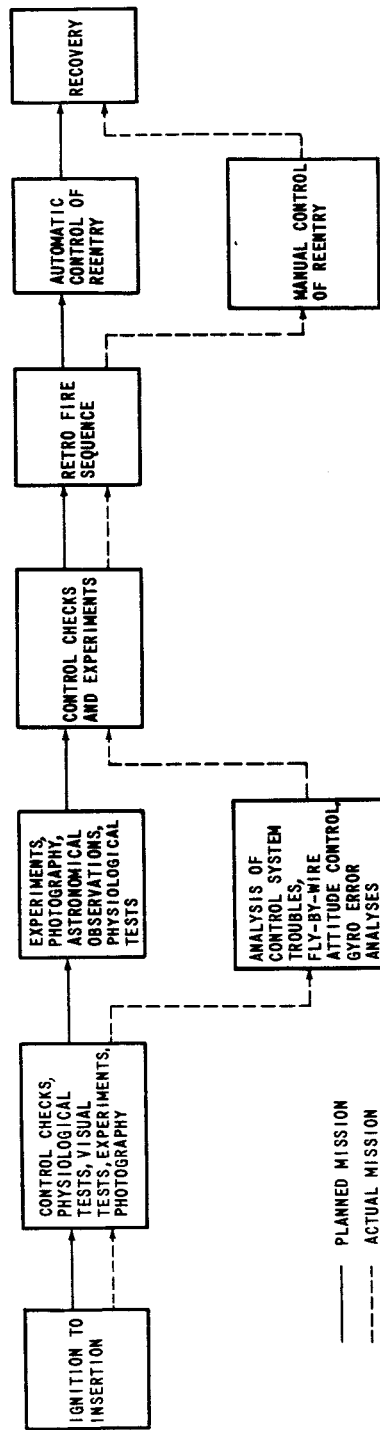 IGNITION TO
INSERTION
CONTROL CHECKS,
PHYSIOLOGICAL
TESTS, VISUAL
TESTS, EXPERIMENTS,
PHOTOGRAPHY
EXPERIMENTS,
PHOTOGRAPHY,
ASTRONOMICAL
OBSERVATIONS,
PHYSIOLOGICAL
TESTS
ANALYSIS OF
CONTROL SYSTEM
TROUBLES,
FLY-BY-WIRE
ATTITUDE CONTROL,
GYRO ERROR
ANALYSES
CONTROL CHECKS
AND EXPERIMENTS
RETRO FIRE
SEQUENCE
AUTOMATIC
CONTROL OF
REENTRY
MANUAL CONTROL
OF REENTRY
RECOVERY
PLANNED MISSION
ACTUAL MISSION